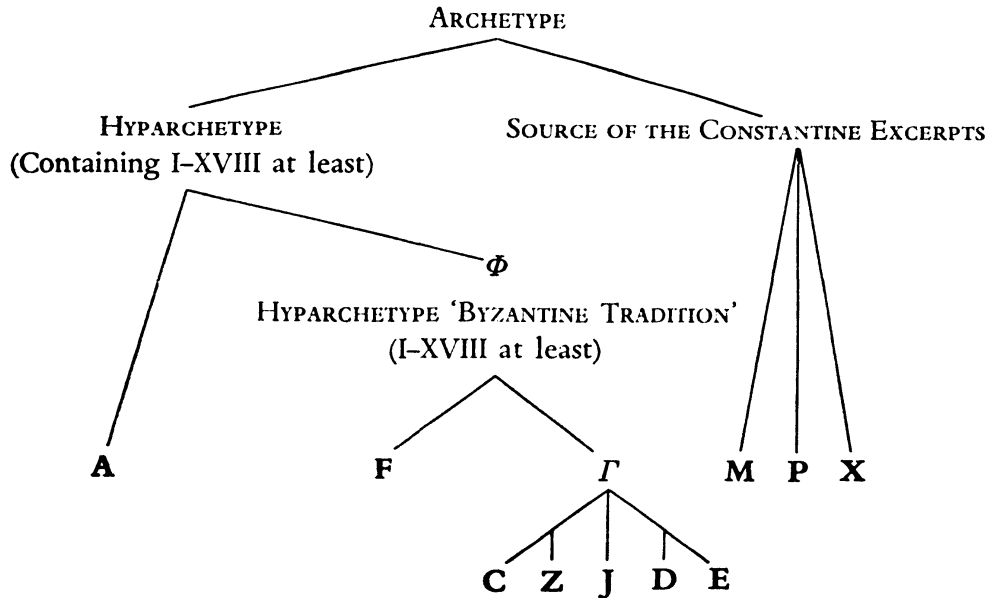 ARCHETYPE
HYPARCHETYPE
(Containing I–XVIII at least)
SOURCE OF THE CONSTANTINE EXCERPTS
Φ
HYPARCHETYPE ‘BYZANTINE TRADITION’
(I–XVIII at least)
A
F
Γ
M P X
C Z J D E